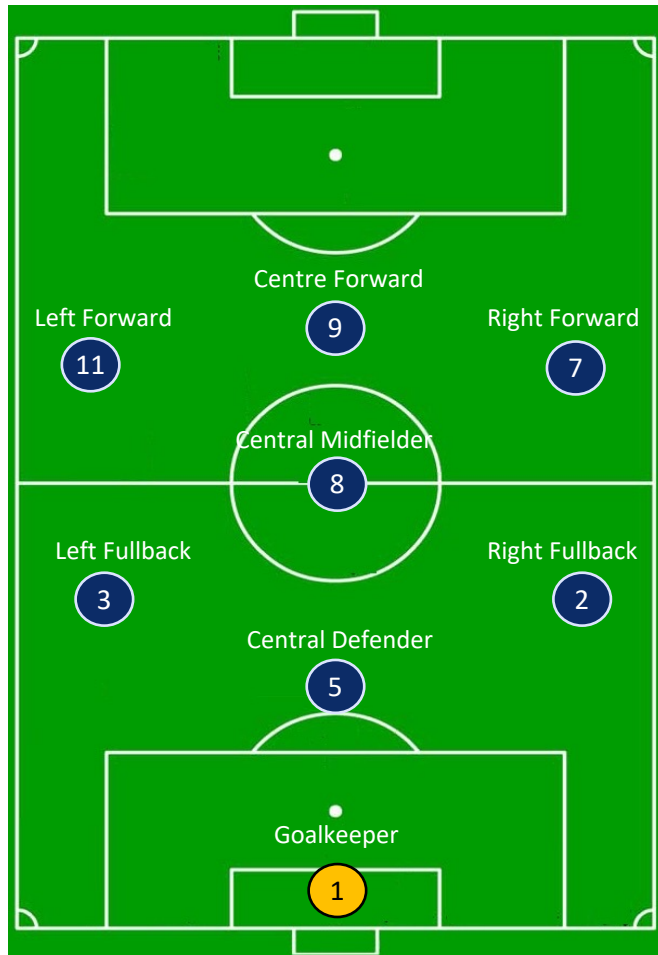 Centre Forward
9
Left Forward
11
Right Forward
7
Central Midfielder
8
Left Fullback
3
Right Fullback
2
Central Defender
5
Goalkeeper
1